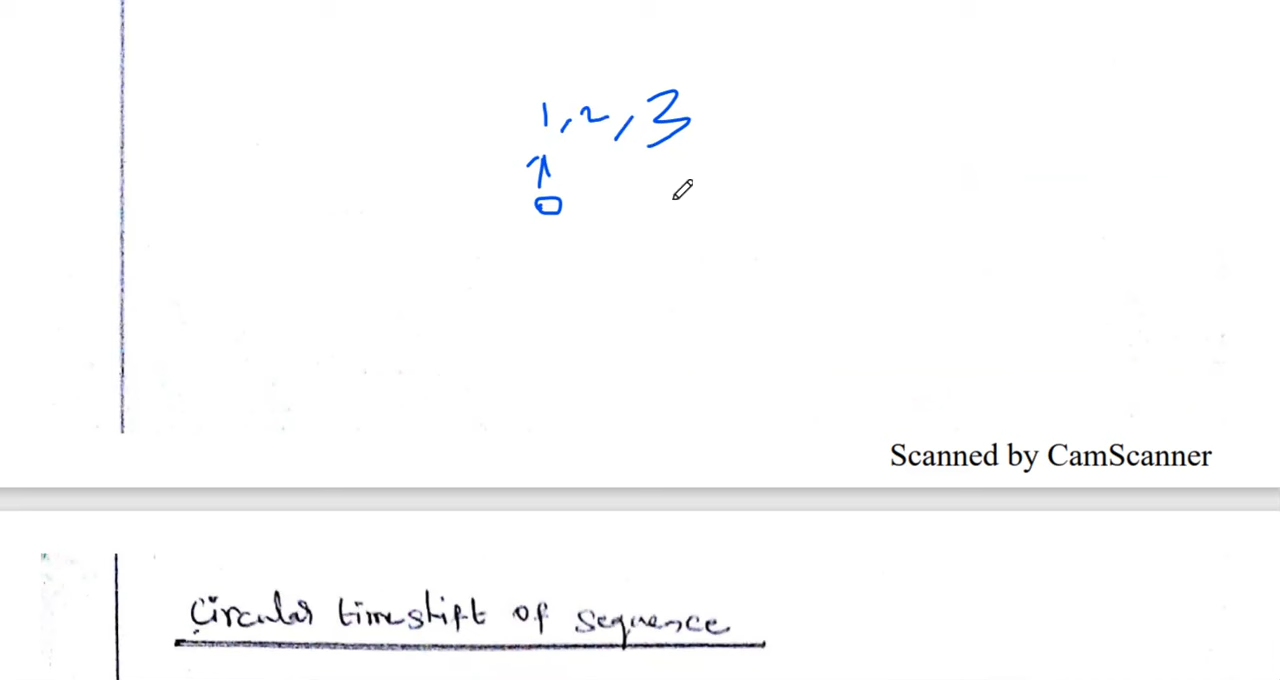 1, 2, 3
↑
0
Scanned by CamScanner
Circular timeshift of sequence